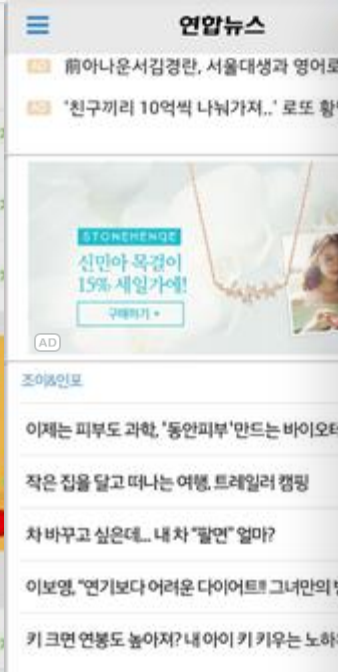 연합뉴스
AD 前아나운서김경란, 서울대생과 영어로
AD '친구끼리 10억씩 나눠가져..' 로또
STONEHENGE
신민아 목걸이
15% 세일가에!
구매하기
AD
조이&인포
이제는 피부도 과학, '동안피부'만드는
작은 집을 달고 떠나는 여행, 트레일러 캠핑
차 바꾸고 싶은데... 내 차 "팔면" 얼마?
이보영, "연기보다 어려운 다이어트!! 그녀만의
키 크면 연봉도 높아져? 내 아이 키 키우는